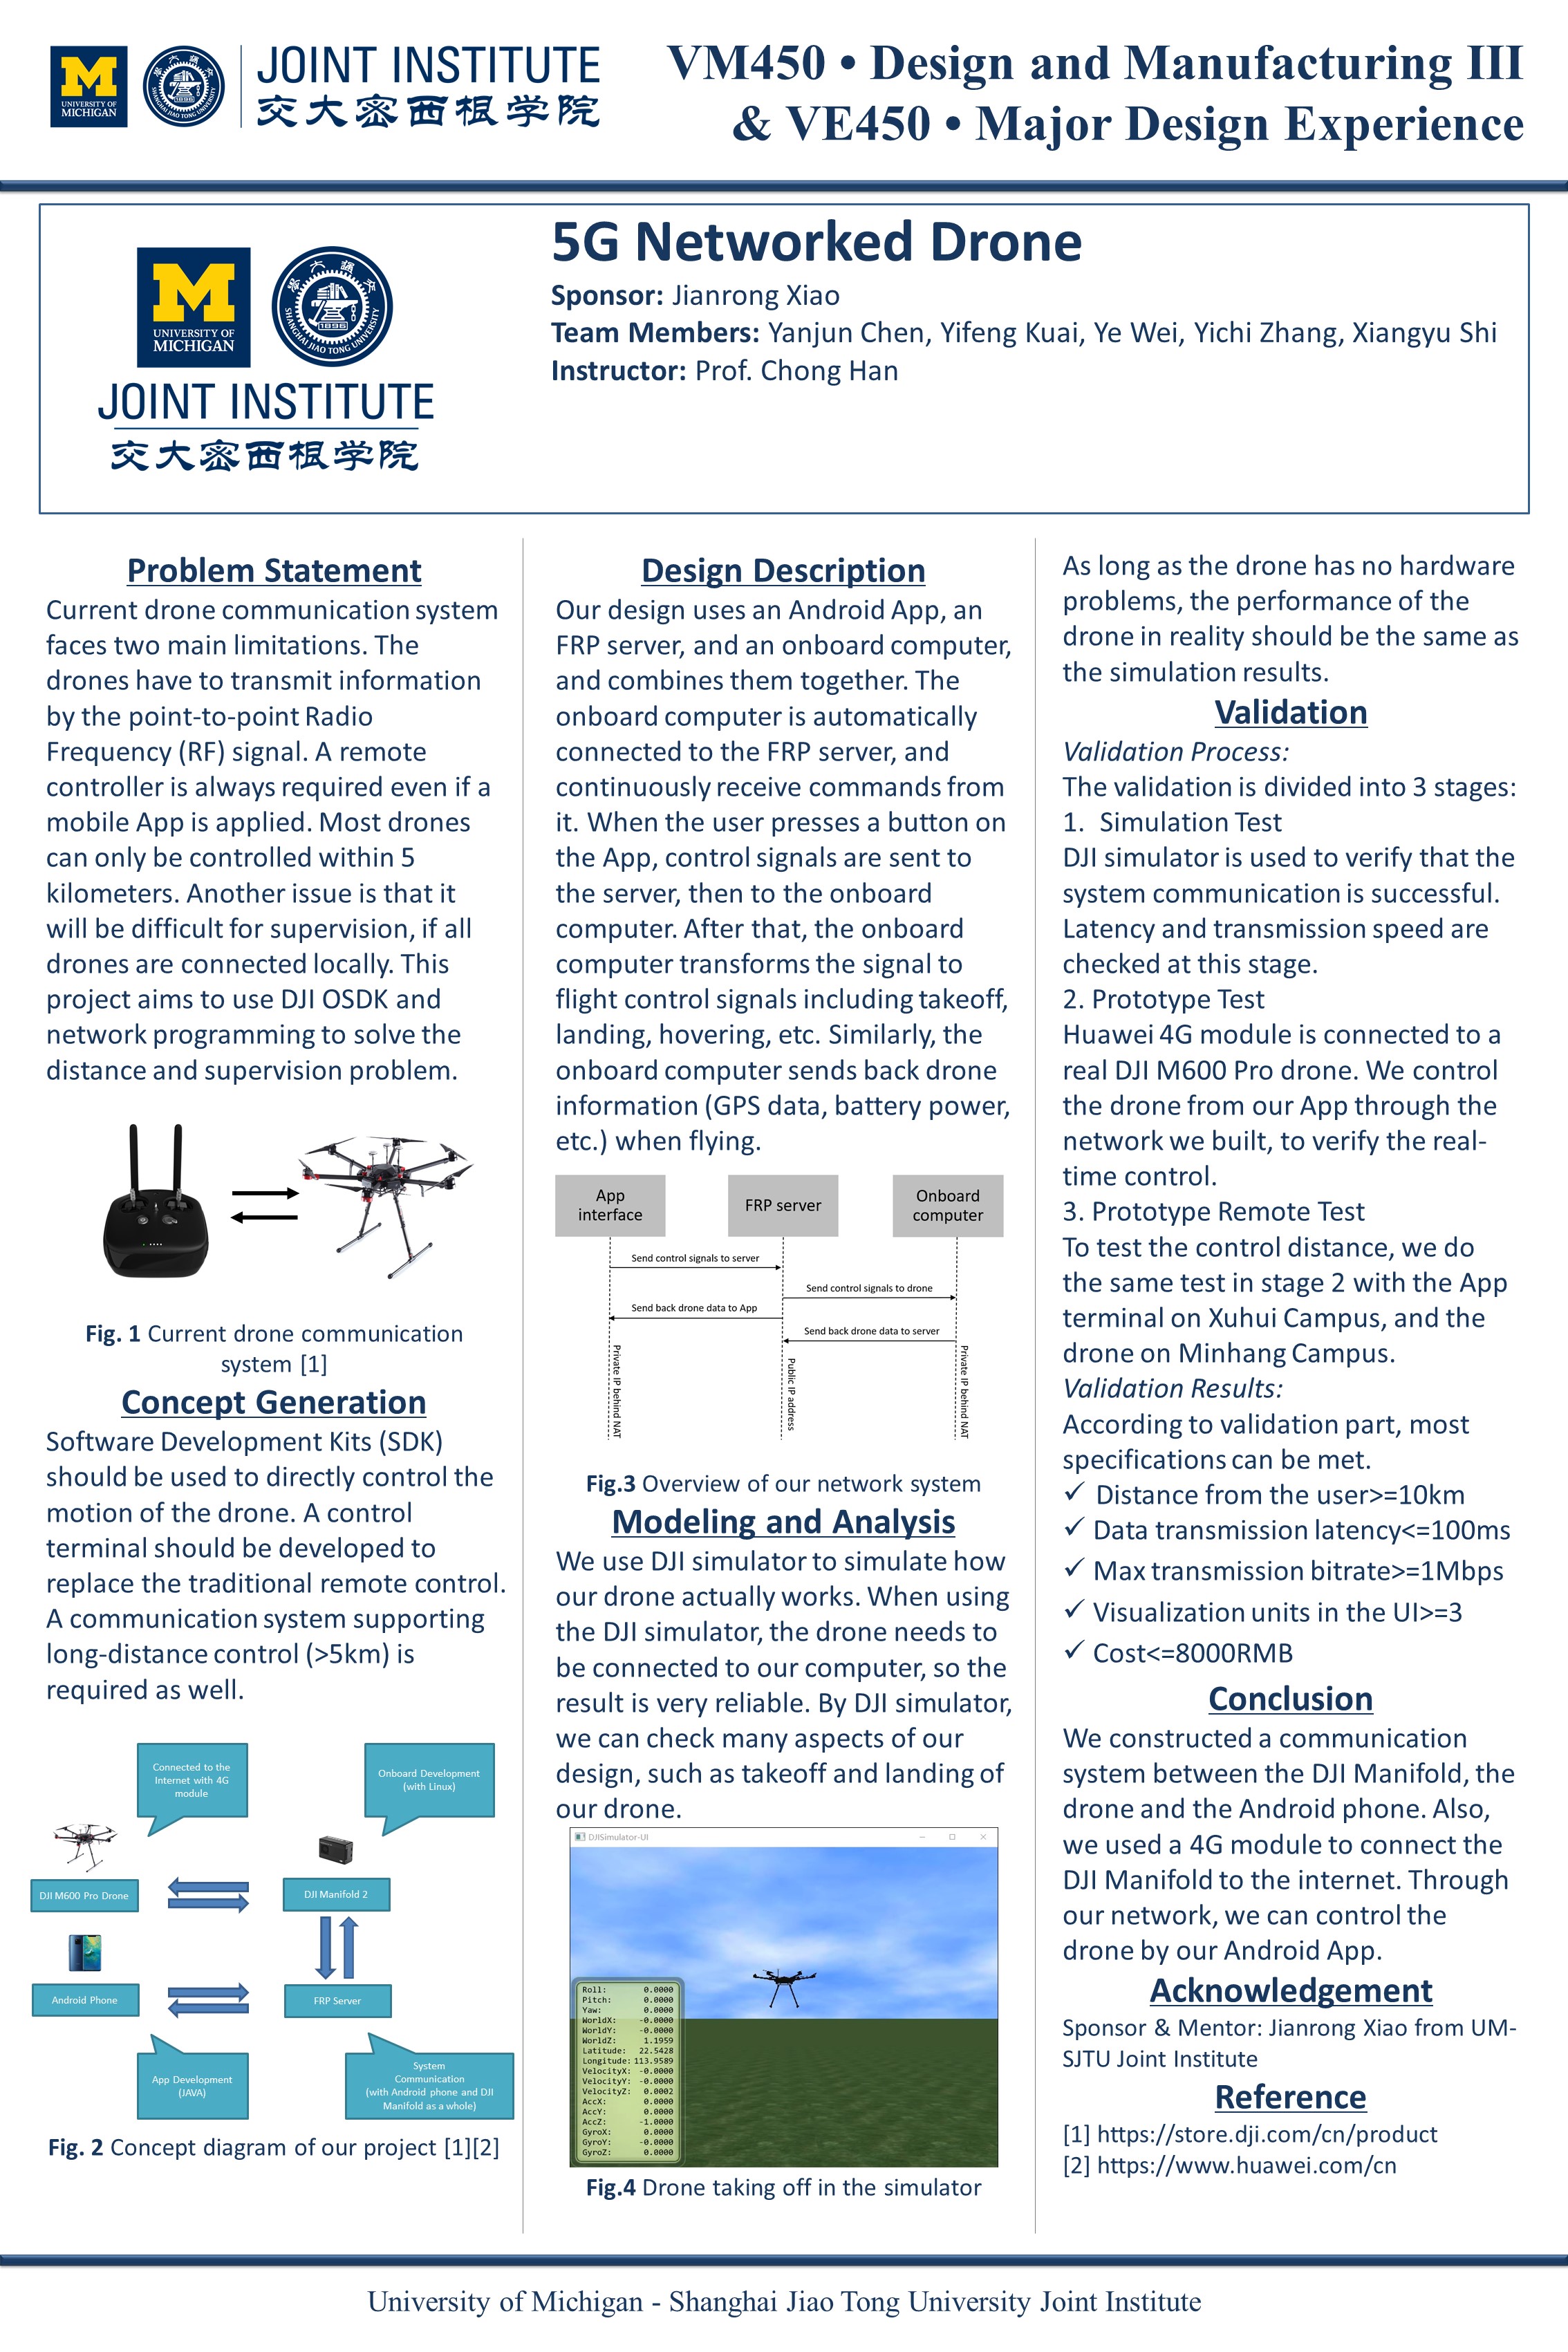 M
UNIVERSITY OF
MICHIGAN
JOINT INSTITUTE
交大密西根学院
VM450 • Design and Manufacturing III
& VE450 • Major Design Experience
M
UNIVERSITY OF
MICHIGAN
SHANGHAI JIAO TONG UNIVERSITY
1896
JOINT INSTITUTE
交大密西根学院
5G Networked Drone
Sponsor: Jianrong Xiao
Team Members: Yanjun Chen, Yifeng Kuai, Ye Wei, Yichi Zhang, Xiangyu Shi
Instructor: Prof. Chong Han
Problem Statement
Current drone communication system
faces two main limitations. The
drones have to transmit information
by the point-to-point Radio
Frequency (RF) signal. A remote
controller is always required even if a
mobile App is applied. Most drones
can only be controlled within 5
kilometers. Another issue is that it
will be difficult for supervision, if all
drones are connected locally. This
project aims to use DJI OSDK and
network programming to solve the
distance and supervision problem.
Fig. 1 Current drone communication
system [1]
Concept Generation
Software Development Kits (SDK)
should be used to directly control the
motion of the drone. A control
terminal should be developed to
replace the traditional remote control.
A communication system supporting
long-distance control (>5km) is
required as well.
Connected to the
Internet with 4G
module
Onboard Development
(with Linux)
DJI M600 Pro Drone
DJI Manifold 2
Android Phone
FRP Server
App Development
(JAVA)
System
Communication
(with Android phone and DJI
Manifold as a whole)
Fig. 2 Concept diagram of our project [1][2]
Design Description
Our design uses an Android App, an
FRP server, and an onboard computer,
and combines them together. The
onboard computer is automatically
connected to the FRP server, and
continuously receive commands from
it. When the user presses a button on
the App, control signals are sent to
the server, then to the onboard
computer. After that, the onboard
computer transforms the signal to
flight control signals including takeoff,
landing, hovering, etc. Similarly, the
onboard computer sends back drone
information (GPS data, battery power,
etc.) when flying.
App
interface
FRP server
Onboard
computer
Send control signals to server
Send control signals to drone
Send back drone data to App
Send back drone data to server
Private IP behind NAT
Public IP address
Private IP behind NAT
Fig.3 Overview of our network system
Modeling and Analysis
We use DJI simulator to simulate how
our drone actually works. When using
the DJI simulator, the drone needs to
be connected to our computer, so the
result is very reliable. By DJI simulator,
we can check many aspects of our
design, such as takeoff and landing of
our drone.
DJISimulator-UI
Roll: 0.0000
Pitch: 0.0000
Yaw: 0.0000
WorldX: -0.0000
WorldY: -0.0000
WorldZ: 1.1959
Latitude: 22.5428
Longitude: 113.9589
VelocityX: -0.0000
VelocityY: -0.0000
VelocityZ: 0.0002
AccX: 0.0000
AccY: 0.0000
AccZ: -1.0000
GyroX: 0.0000
GyroY: -0.0000
GyroZ: 0.0000
Fig.4 Drone taking off in the simulator
As long as the drone has no hardware
problems, the performance of the
drone in reality should be the same as
the simulation results.
Validation
Validation Process:
The validation is divided into 3 stages:
1. Simulation Test
DJI simulator is used to verify that the
system communication is successful.
Latency and transmission speed are
checked at this stage.
2. Prototype Test
Huawei 4G module is connected to a
real DJI M600 Pro drone. We control
the drone from our App through the
network we built, to verify the real-
time control.
3. Prototype Remote Test
To test the control distance, we do
the same test in stage 2 with the App
terminal on Xuhui Campus, and the
drone on Minhang Campus.
Validation Results:
According to validation part, most
specifications can be met.
✓ Distance from the user>=10km
✓ Data transmission latency<=100ms
✓ Max transmission bitrate>=1Mbps
✓ Visualization units in the UI>=3
✓ Cost<=8000RMB
Conclusion
We constructed a communication
system between the DJI Manifold, the
drone and the Android phone. Also,
we used a 4G module to connect the
DJI Manifold to the internet. Through
our network, we can control the
drone by our Android App.
Acknowledgement
Sponsor & Mentor: Jianrong Xiao from UM-
SJTU Joint Institute
Reference
[1] https://store.dji.com/cn/product
[2] https://www.huawei.com/cn
University of Michigan - Shanghai Jiao Tong University Joint Institute